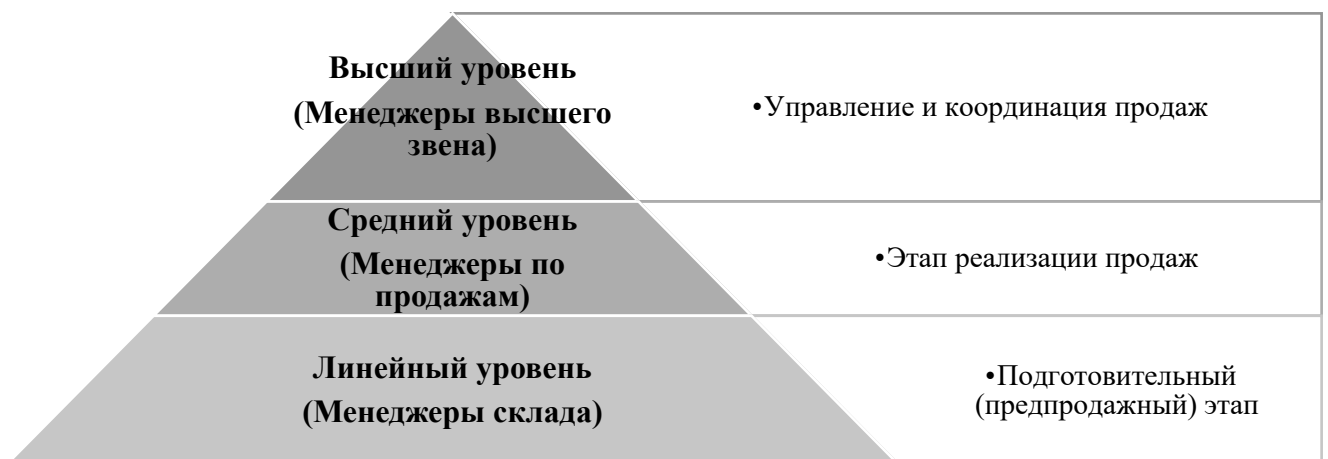 Высший уровень
(Менеджеры высшего
звена)
•Управление и координация продаж
Средний уровень
(Менеджеры по
продажам)
•Этап реализации продаж
Линейный уровень
(Менеджеры склада)
•Подготовительный
(предпродажный) этап